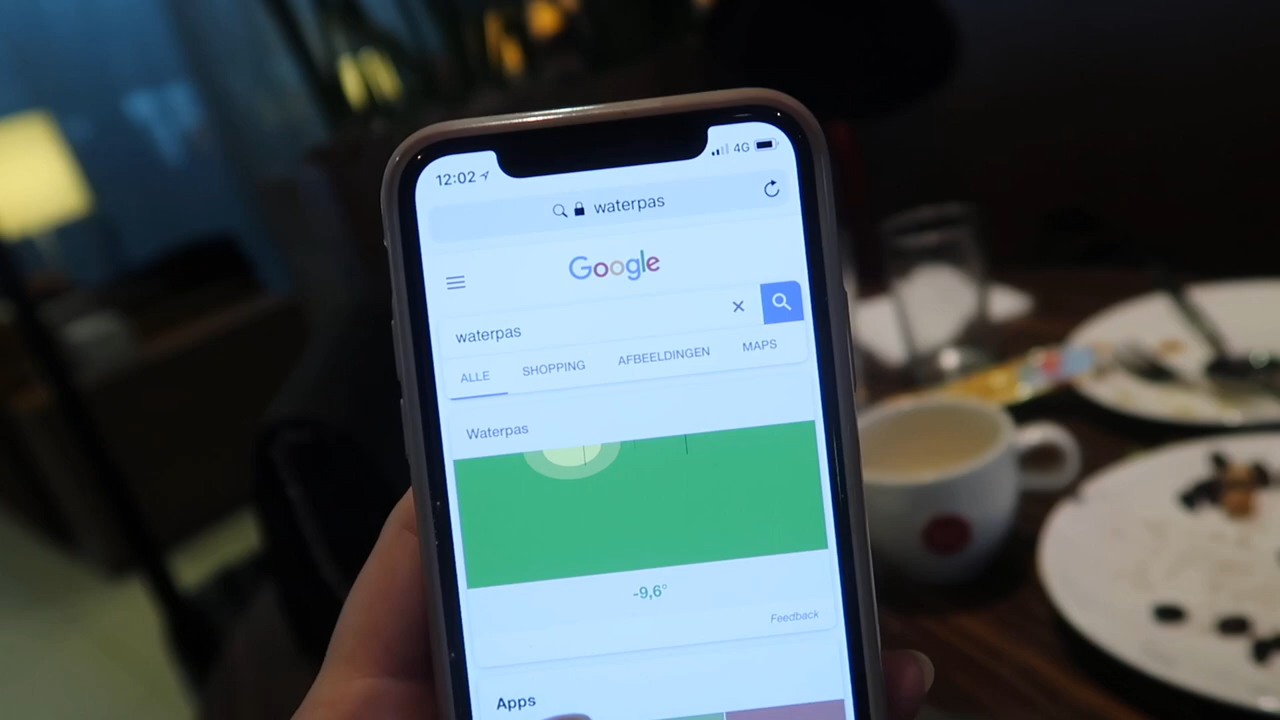 12:02 4G
waterpas
Google
waterpas
ALLE SHOPPING AFBEELDINGEN MAPS
Waterpas
-9,6°
Feedback
Apps